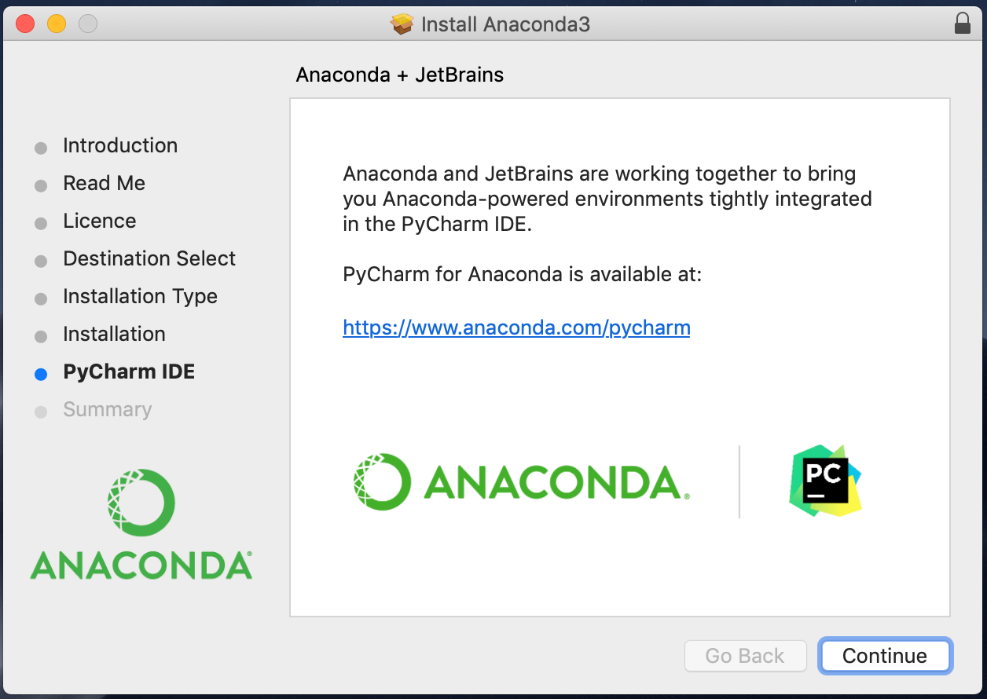 Install Anaconda3
Anaconda + JetBrains
Introduction
Read Me
Licence
Destination Select
Installation Type
Installation
PyCharm IDE
Summary
ANACONDA®
Anaconda and JetBrains are working together to bring
you Anaconda-powered environments tightly integrated
in the PyCharm IDE.
PyCharm for Anaconda is available at:
https://www.anaconda.com/pycharm
ANACONDA.
PC
Go Back
Continue